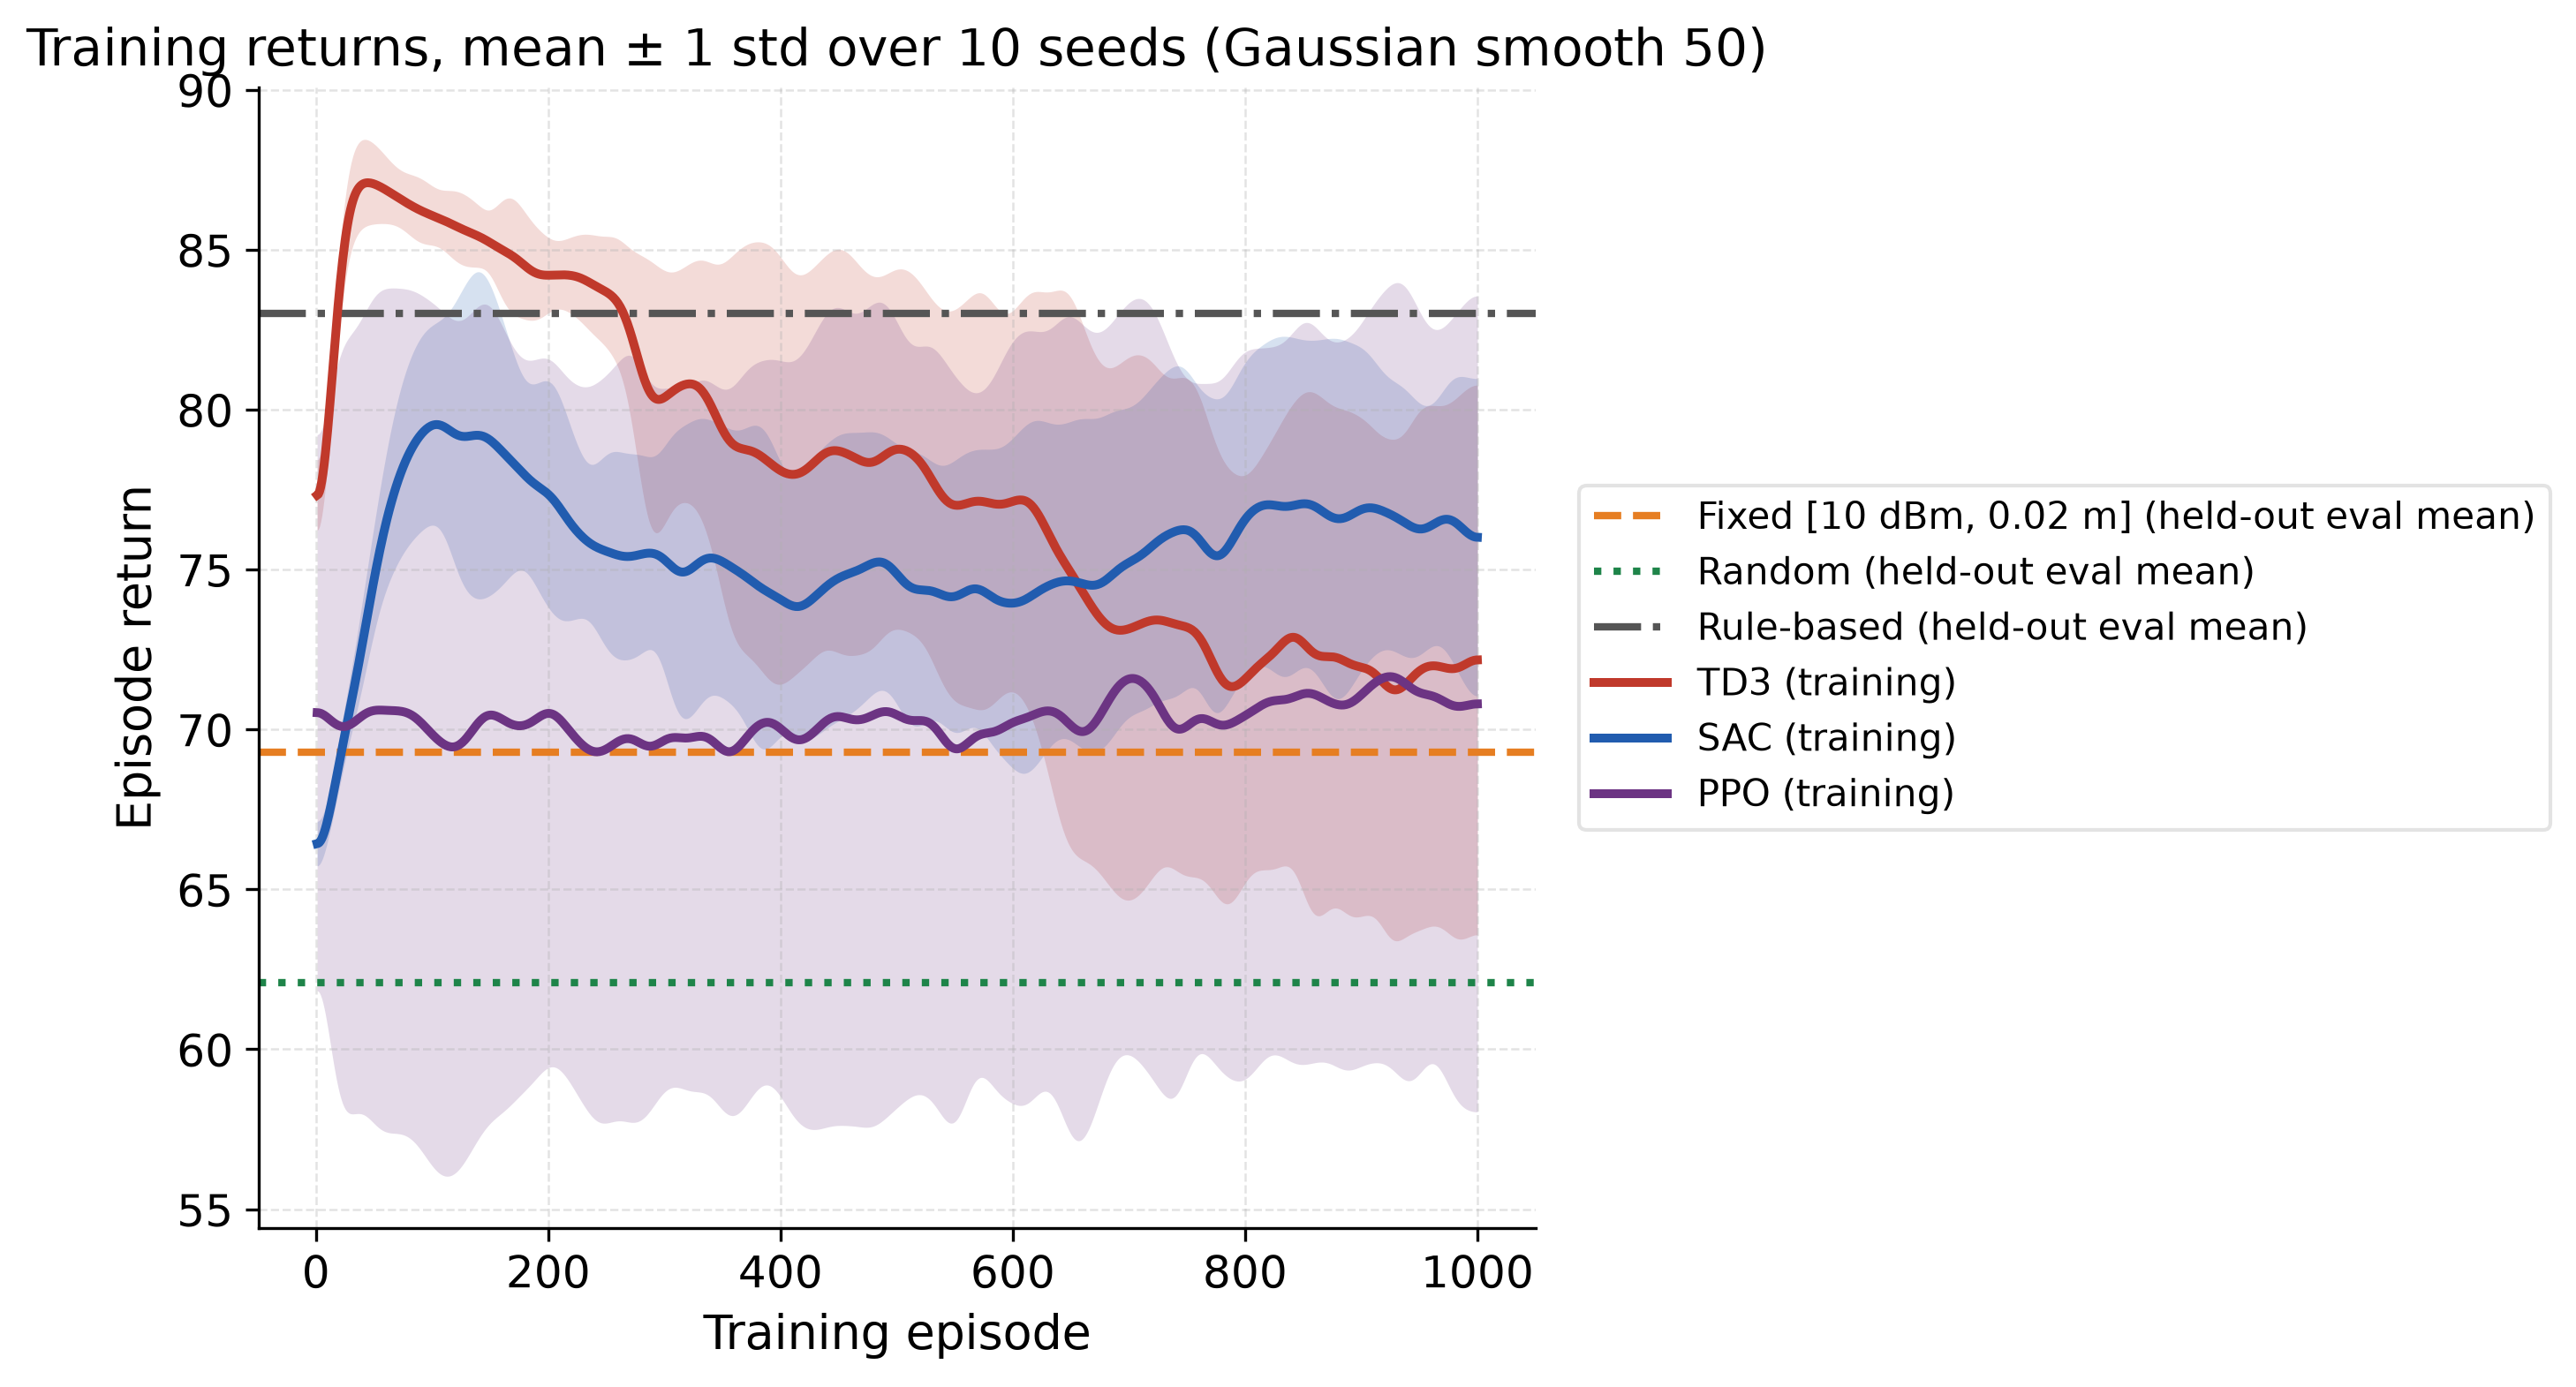 Training returns, mean ± 1 std over 10 seeds (Gaussian smooth 50)
90
85
80
75
70
65
60
55
Episode return
0 200 400 600 800 1000
Training episode
Fixed [10 dBm, 0.02 m] (held-out eval mean)
Random (held-out eval mean)
Rule-based (held-out eval mean)
TD3 (training)
SAC (training)
PPO (training)